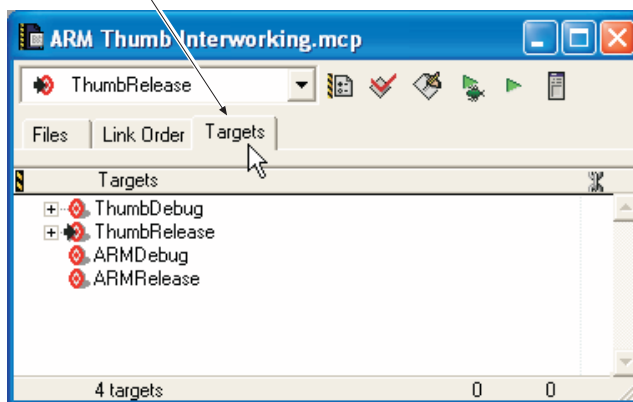 ARM Thumb Interworking.mcp
ThumbRelease
Files Link Order Targets
Targets
ThumbDebug
ThumbRelease
ARMDebug
ARMRelease
4 targets 0 0